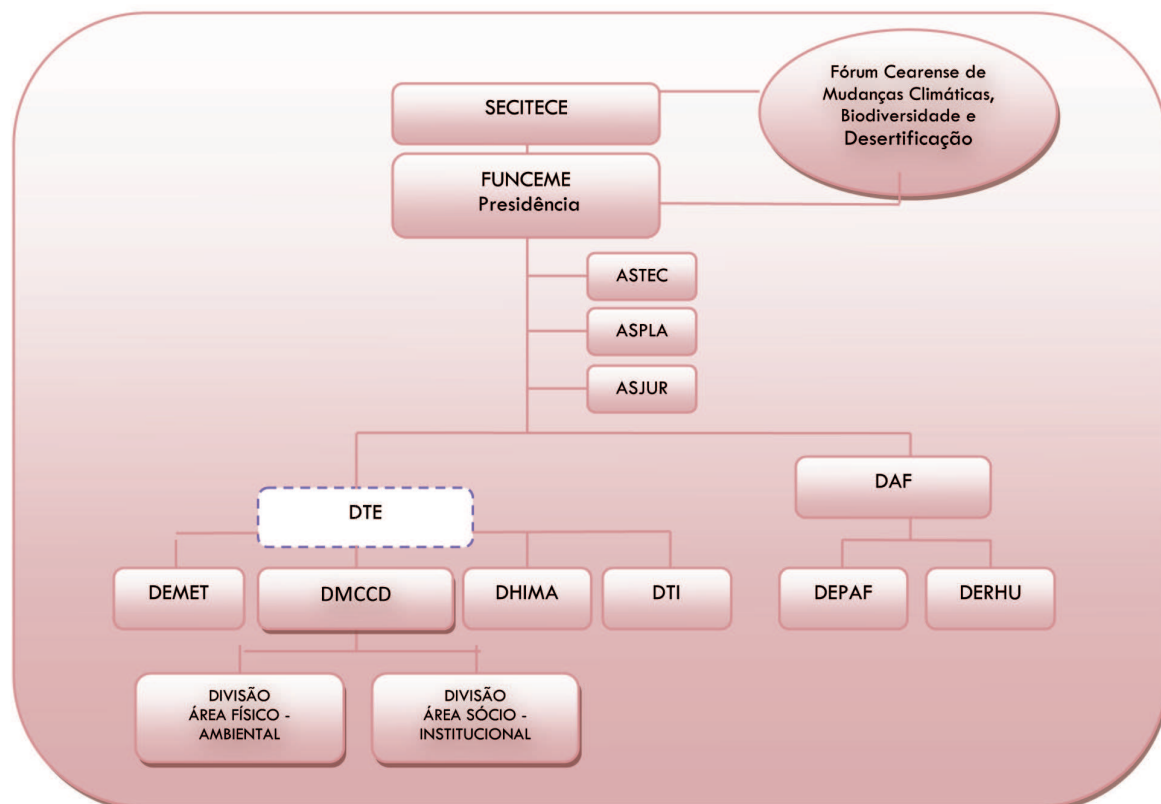 Fórum Cearense de
Mudanças Climáticas,
Biodiversidade e
Desertificação
SECITECE
FUNCEME
Presidência
ASTEC
ASPLA
ASJUR
DTE
DAF
DEMET
DMCCD
DHIMA
DTI
DEPAF
DERHU
DIVISÃO
ÁREA FÍSICO -
AMBIENTAL
DIVISÃO
ÁREA SÓCIO -
INSTITUCIONAL